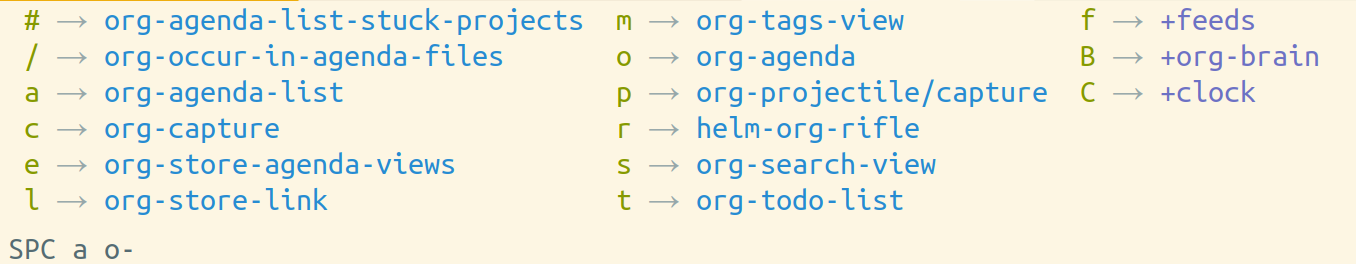 # → org-agenda-list-stuck-projects m → org-tags-view f → +feeds
/ → org-occur-in-agenda-files o → org-agenda B → +org-brain
a → org-agenda-list p → org-projectile/capture C → +clock
c → org-capture r → helm-org-rifle
e → org-store-agenda-views s → org-search-view
l → org-store-link t → org-todo-list
SPC a o-